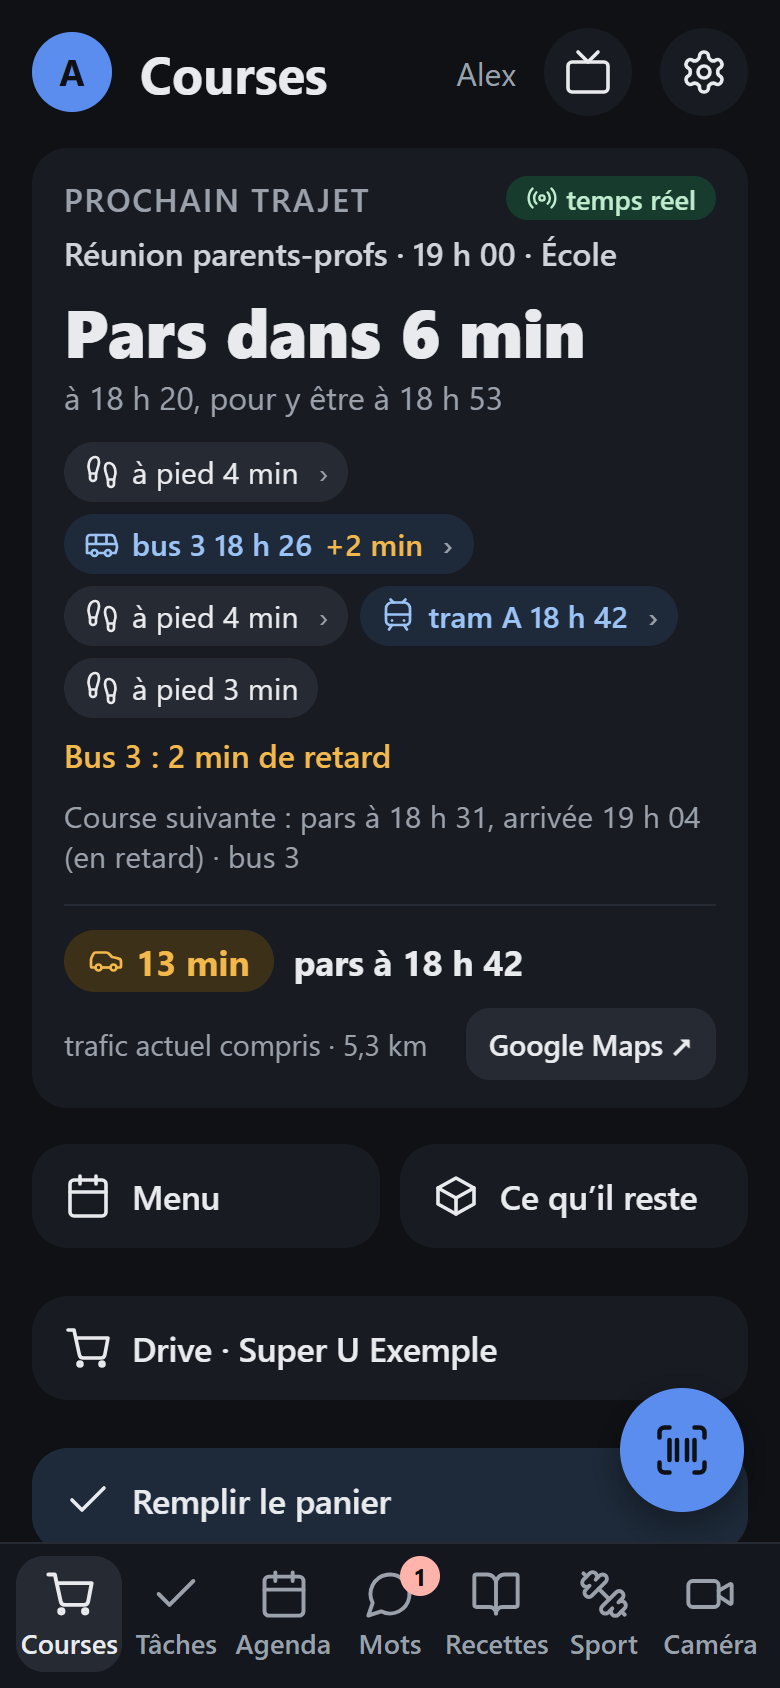 A
Courses
Alex
PROCHAIN TRAJET
temps réel
Réunion parents-profs · 19 h 00 · École
Pars dans 6 min
à 18 h 20, pour y être à 18 h 53
à pied 4 min ›
bus 3 18 h 26 +2 min ›
à pied 4 min › tram A 18 h 42 ›
à pied 3 min
Bus 3 : 2 min de retard
Course suivante : pars à 18 h 31, arrivée 19 h 04
(en retard) · bus 3
13 min pars à 18 h 42
trafic actuel compris · 5,3 km
Google Maps ↗
Menu
Ce qu’il reste
Drive · Super U Exemple
Remplir le panier
1
Courses Tâches Agenda Mots Recettes Sport Caméra